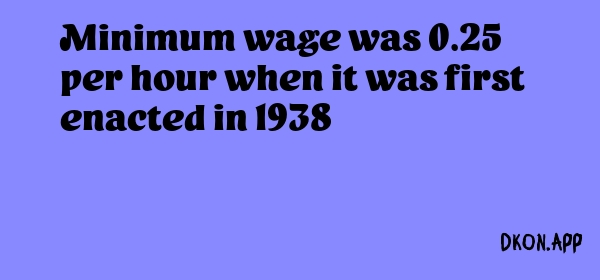 Minimum wage was 0.25
per hour when it was first
enacted in 1938
DKON.APP